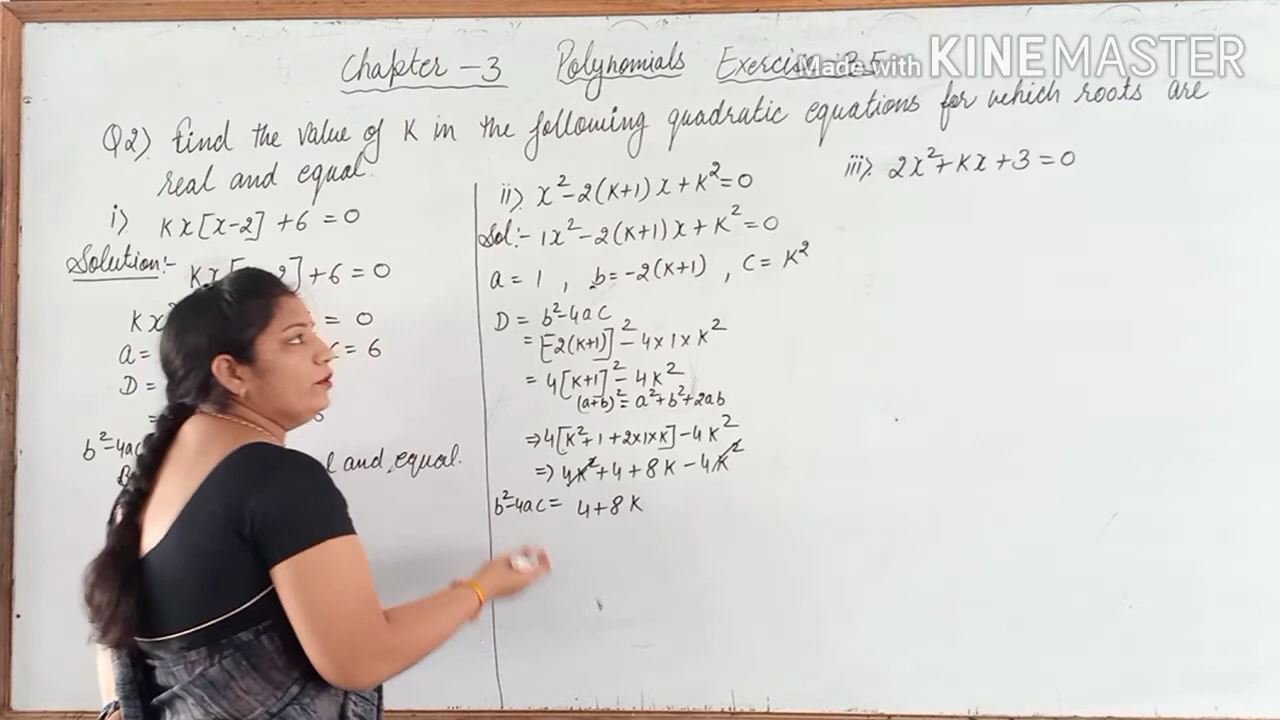 Chapter - 3 Polynomials Exercise
Made with KINEMASTER
Q2). find the value of K in the following quadratic equations for which roots are
real and equal.
i). Kx[x-2] + 6 = 0
Solution:-
+ 6 = 0
Kx = 0
a = = 6
D =
=
b²-4ac
and equal.
ii). x² - 2(K+1)x + K² = 0
Sol:- 1x² - 2(K+1)x + K² = 0
a = 1 , b = -2(K+1) , C = K²
D = b²-4ac
= [-2(K+1)]² - 4×1×K²
= 4[K+1]² - 4K²
(a+b)² = a²+b²+2ab
⇒ 4[K²+1+2×1×K] - 4K²
⇒ 4K² + 4 + 8K - 4K²
b²-4ac = 4+8K
iii). 2x² + Kx + 3 = 0